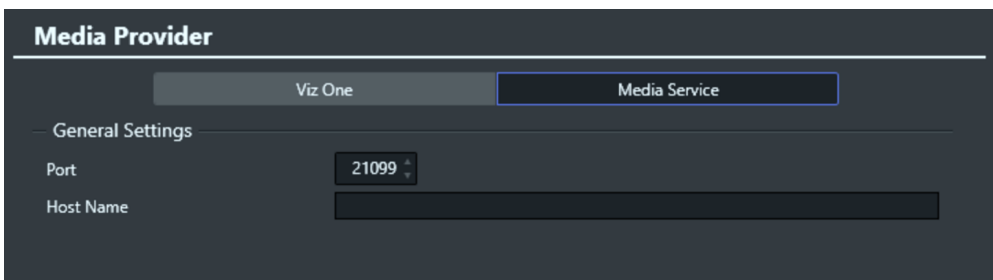 Media Provider
Viz One Media Service
General Settings
Port 21099
Host Name